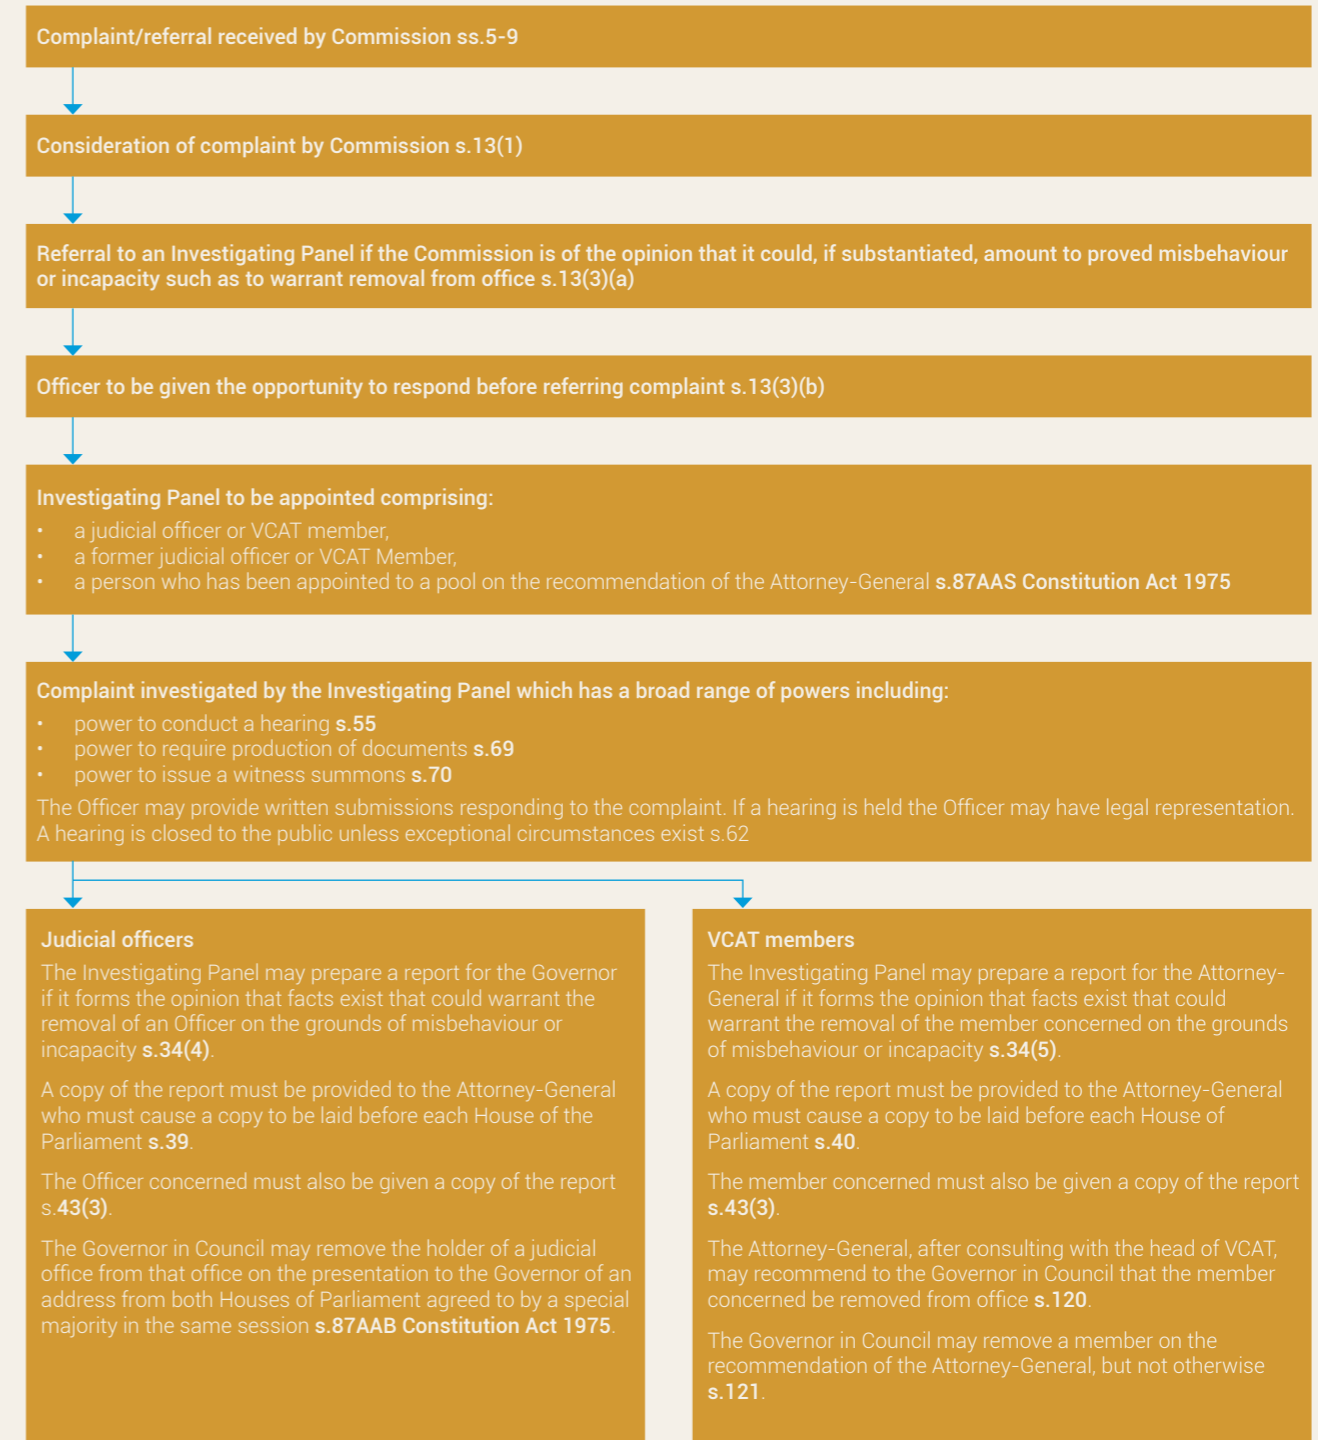 Complaint/referral received by Commission ss.5-9
Consideration of complaint by Commission s.13(1)
Referral to an Investigating Panel if the Commission is of the opinion that it could, if substantiated, amount to proved misbehaviour
or incapacity such as to warrant removal from office s.13(3)(a)
Officer to be given the opportunity to respond before referring complaint s.13(3)(b)
Investigating Panel to be appointed comprising:
• a judicial officer or VCAT member,
• a former judicial officer or VCAT Member,
• a person who has been appointed to a pool on the recommendation of the Attorney-General s.87AAS Constitution Act 1975
Complaint investigated by the Investigating Panel which has a broad range of powers including:
• power to conduct a hearing s.55
• power to require production of documents s.69
• power to issue a witness summons s.70
The Officer may provide written submissions responding to the complaint. If a hearing is held the Officer may have legal representation.
A hearing is closed to the public unless exceptional circumstances exist s.62
Judicial officers
The Investigating Panel may prepare a report for the Governor
if it forms the opinion that facts exist that could warrant the
removal of an Officer on the grounds of misbehaviour or
incapacity s.34(4).
A copy of the report must be provided to the Attorney-General
who must cause a copy to be laid before each House of the
Parliament s.39.
The Officer concerned must also be given a copy of the report
s.43(3).
The Governor in Council may remove the holder of a judicial
office from that office on the presentation to the Governor of an
address from both Houses of Parliament agreed to by a special
majority in the same session s.87AAB Constitution Act 1975.
VCAT members
The Investigating Panel may prepare a report for the Attorney-
General if it forms the opinion that facts exist that could
warrant the removal of the member concerned on the grounds
of misbehaviour or incapacity s.34(5).
A copy of the report must be provided to the Attorney-General
who must cause a copy to be laid before each House of
Parliament s.40.
The member concerned must also be given a copy of the report
s.43(3).
The Attorney-General, after consulting with the head of VCAT,
may recommend to the Governor in Council that the member
concerned be removed from office s.120.
The Governor in Council may remove a member on the
recommendation of the Attorney-General, but not otherwise
s.121.